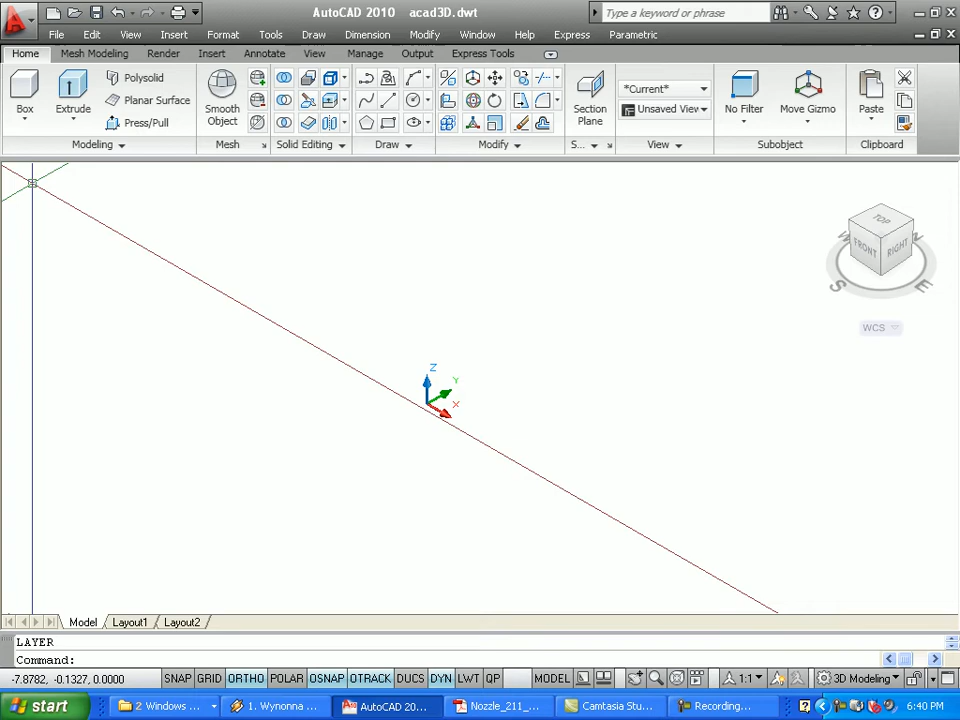 AutoCAD 2010 acad3D.dwt Type a keyword or phrase
File Edit View Insert Format Tools Draw Dimension Modify Window Help Express Parametric
Home Mesh Modeling Render Insert Annotate View Manage Output Express Tools
Box Extrude Polysolid Planar Surface Press/Pull Smooth Object Section Plane *Current* Unsaved View No Filter Move Gizmo Paste
Modeling Mesh Solid Editing Draw Modify S... View Subobject Clipboard
TOP
FRONT RIGHT
W N
S E
WCS
Z
Y
X
Model Layout1 Layout2
LAYER
Command:
-7.8782, -0.1327, 0.0000 SNAP GRID ORTHO POLAR OSNAP OTRACK DUCS DYN LWT QP MODEL 1:1 3D Modeling
start 2 Windows ... 1. Wynonna ... AutoCAD 20... Nozzle_211_... Camtasia Stu... Recording... 6:40 PM